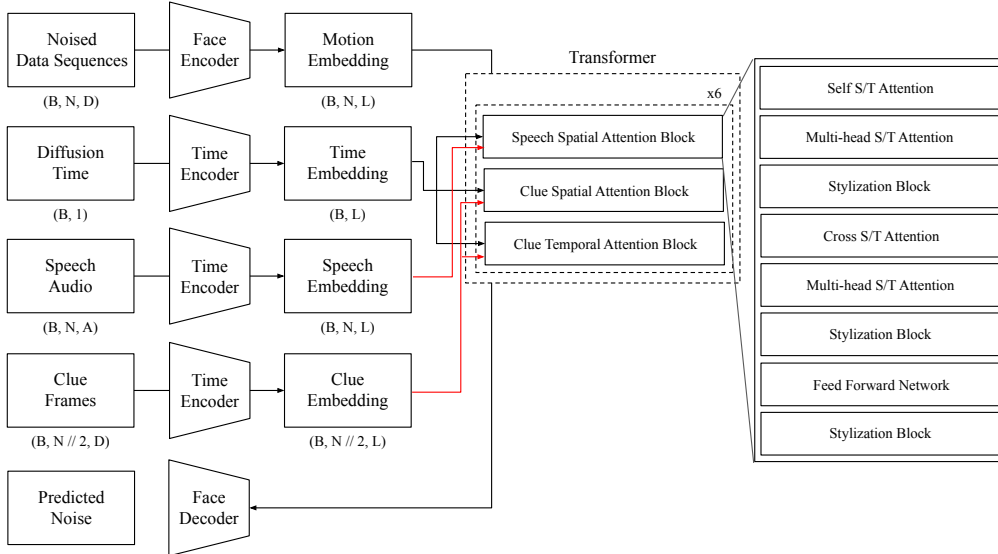 Noised
Data Sequences
(B, N, D)
Face
Encoder
Motion
Embedding
(B, N, L)
Diffusion
Time
(B, 1)
Time
Encoder
Time
Embedding
(B, L)
Speech
Audio
(B, N, A)
Time
Encoder
Speech
Embedding
(B, N, L)
Clue
Frames
(B, N // 2, D)
Time
Encoder
Clue
Embedding
(B, N // 2, L)
Predicted
Noise
Face
Decoder
Transformer
x6
Speech Spatial Attention Block
Clue Spatial Attention Block
Clue Temporal Attention Block
Self S/T Attention
Multi-head S/T Attention
Stylization Block
Cross S/T Attention
Multi-head S/T Attention
Stylization Block
Feed Forward Network
Stylization Block